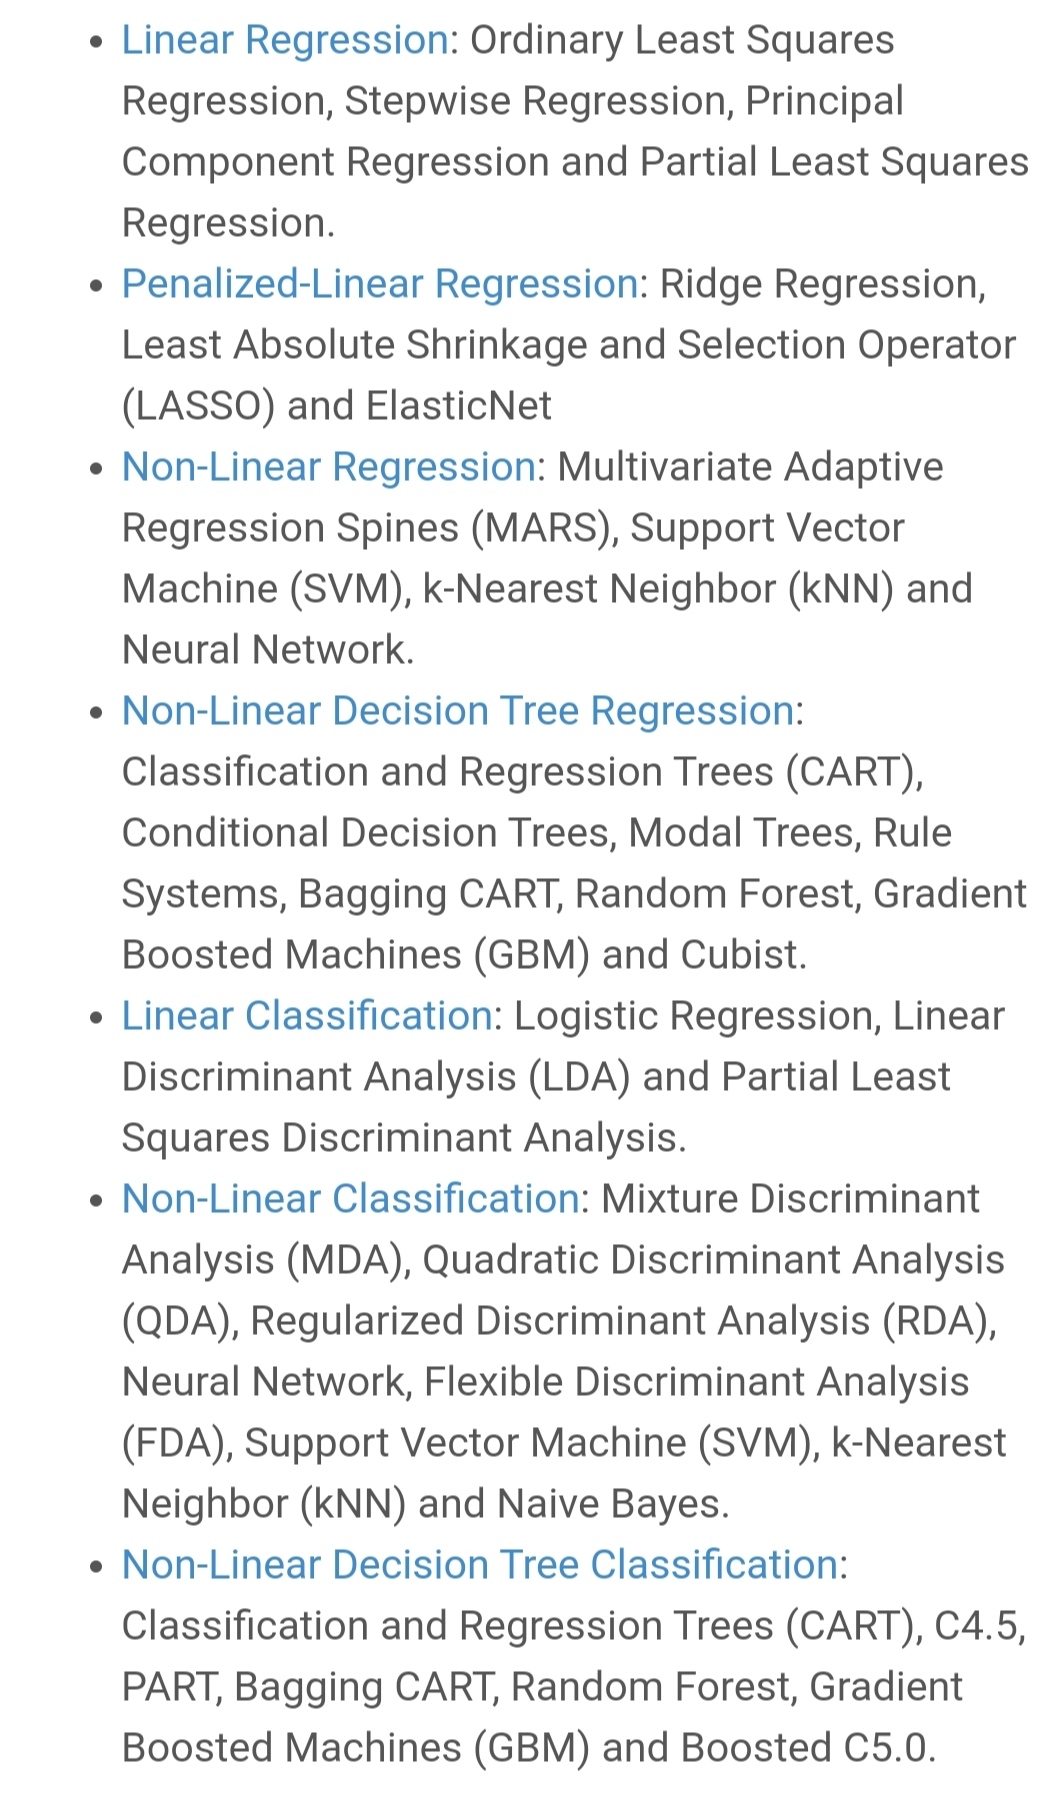 • Linear Regression: Ordinary Least Squares
Regression, Stepwise Regression, Principal
Component Regression and Partial Least Squares
Regression.
• Penalized-Linear Regression: Ridge Regression,
Least Absolute Shrinkage and Selection Operator
(LASSO) and ElasticNet
• Non-Linear Regression: Multivariate Adaptive
Regression Spines (MARS), Support Vector
Machine (SVM), k-Nearest Neighbor (kNN) and
Neural Network.
• Non-Linear Decision Tree Regression:
Classification and Regression Trees (CART),
Conditional Decision Trees, Modal Trees, Rule
Systems, Bagging CART, Random Forest, Gradient
Boosted Machines (GBM) and Cubist.
• Linear Classification: Logistic Regression, Linear
Discriminant Analysis (LDA) and Partial Least
Squares Discriminant Analysis.
• Non-Linear Classification: Mixture Discriminant
Analysis (MDA), Quadratic Discriminant Analysis
(QDA), Regularized Discriminant Analysis (RDA),
Neural Network, Flexible Discriminant Analysis
(FDA), Support Vector Machine (SVM), k-Nearest
Neighbor (kNN) and Naive Bayes.
• Non-Linear Decision Tree Classification:
Classification and Regression Trees (CART), C4.5,
PART, Bagging CART, Random Forest, Gradient
Boosted Machines (GBM) and Boosted C5.0.